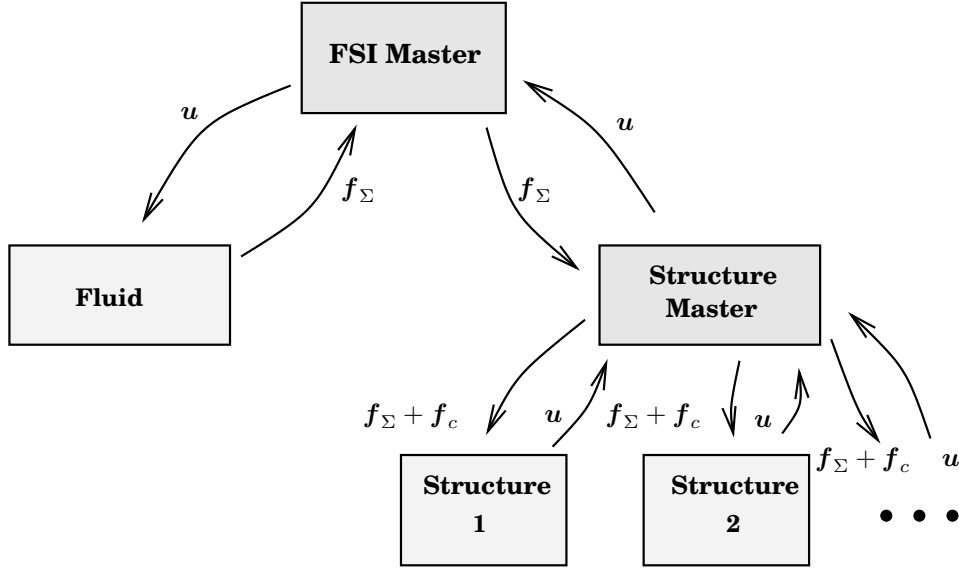 FSI Master
u
u
f_Σ
f_Σ
Fluid
Structure
Master
f_Σ + f_c
u
f_Σ + f_c
u
f_Σ + f_c
u
Structure
1
Structure
2
• • •